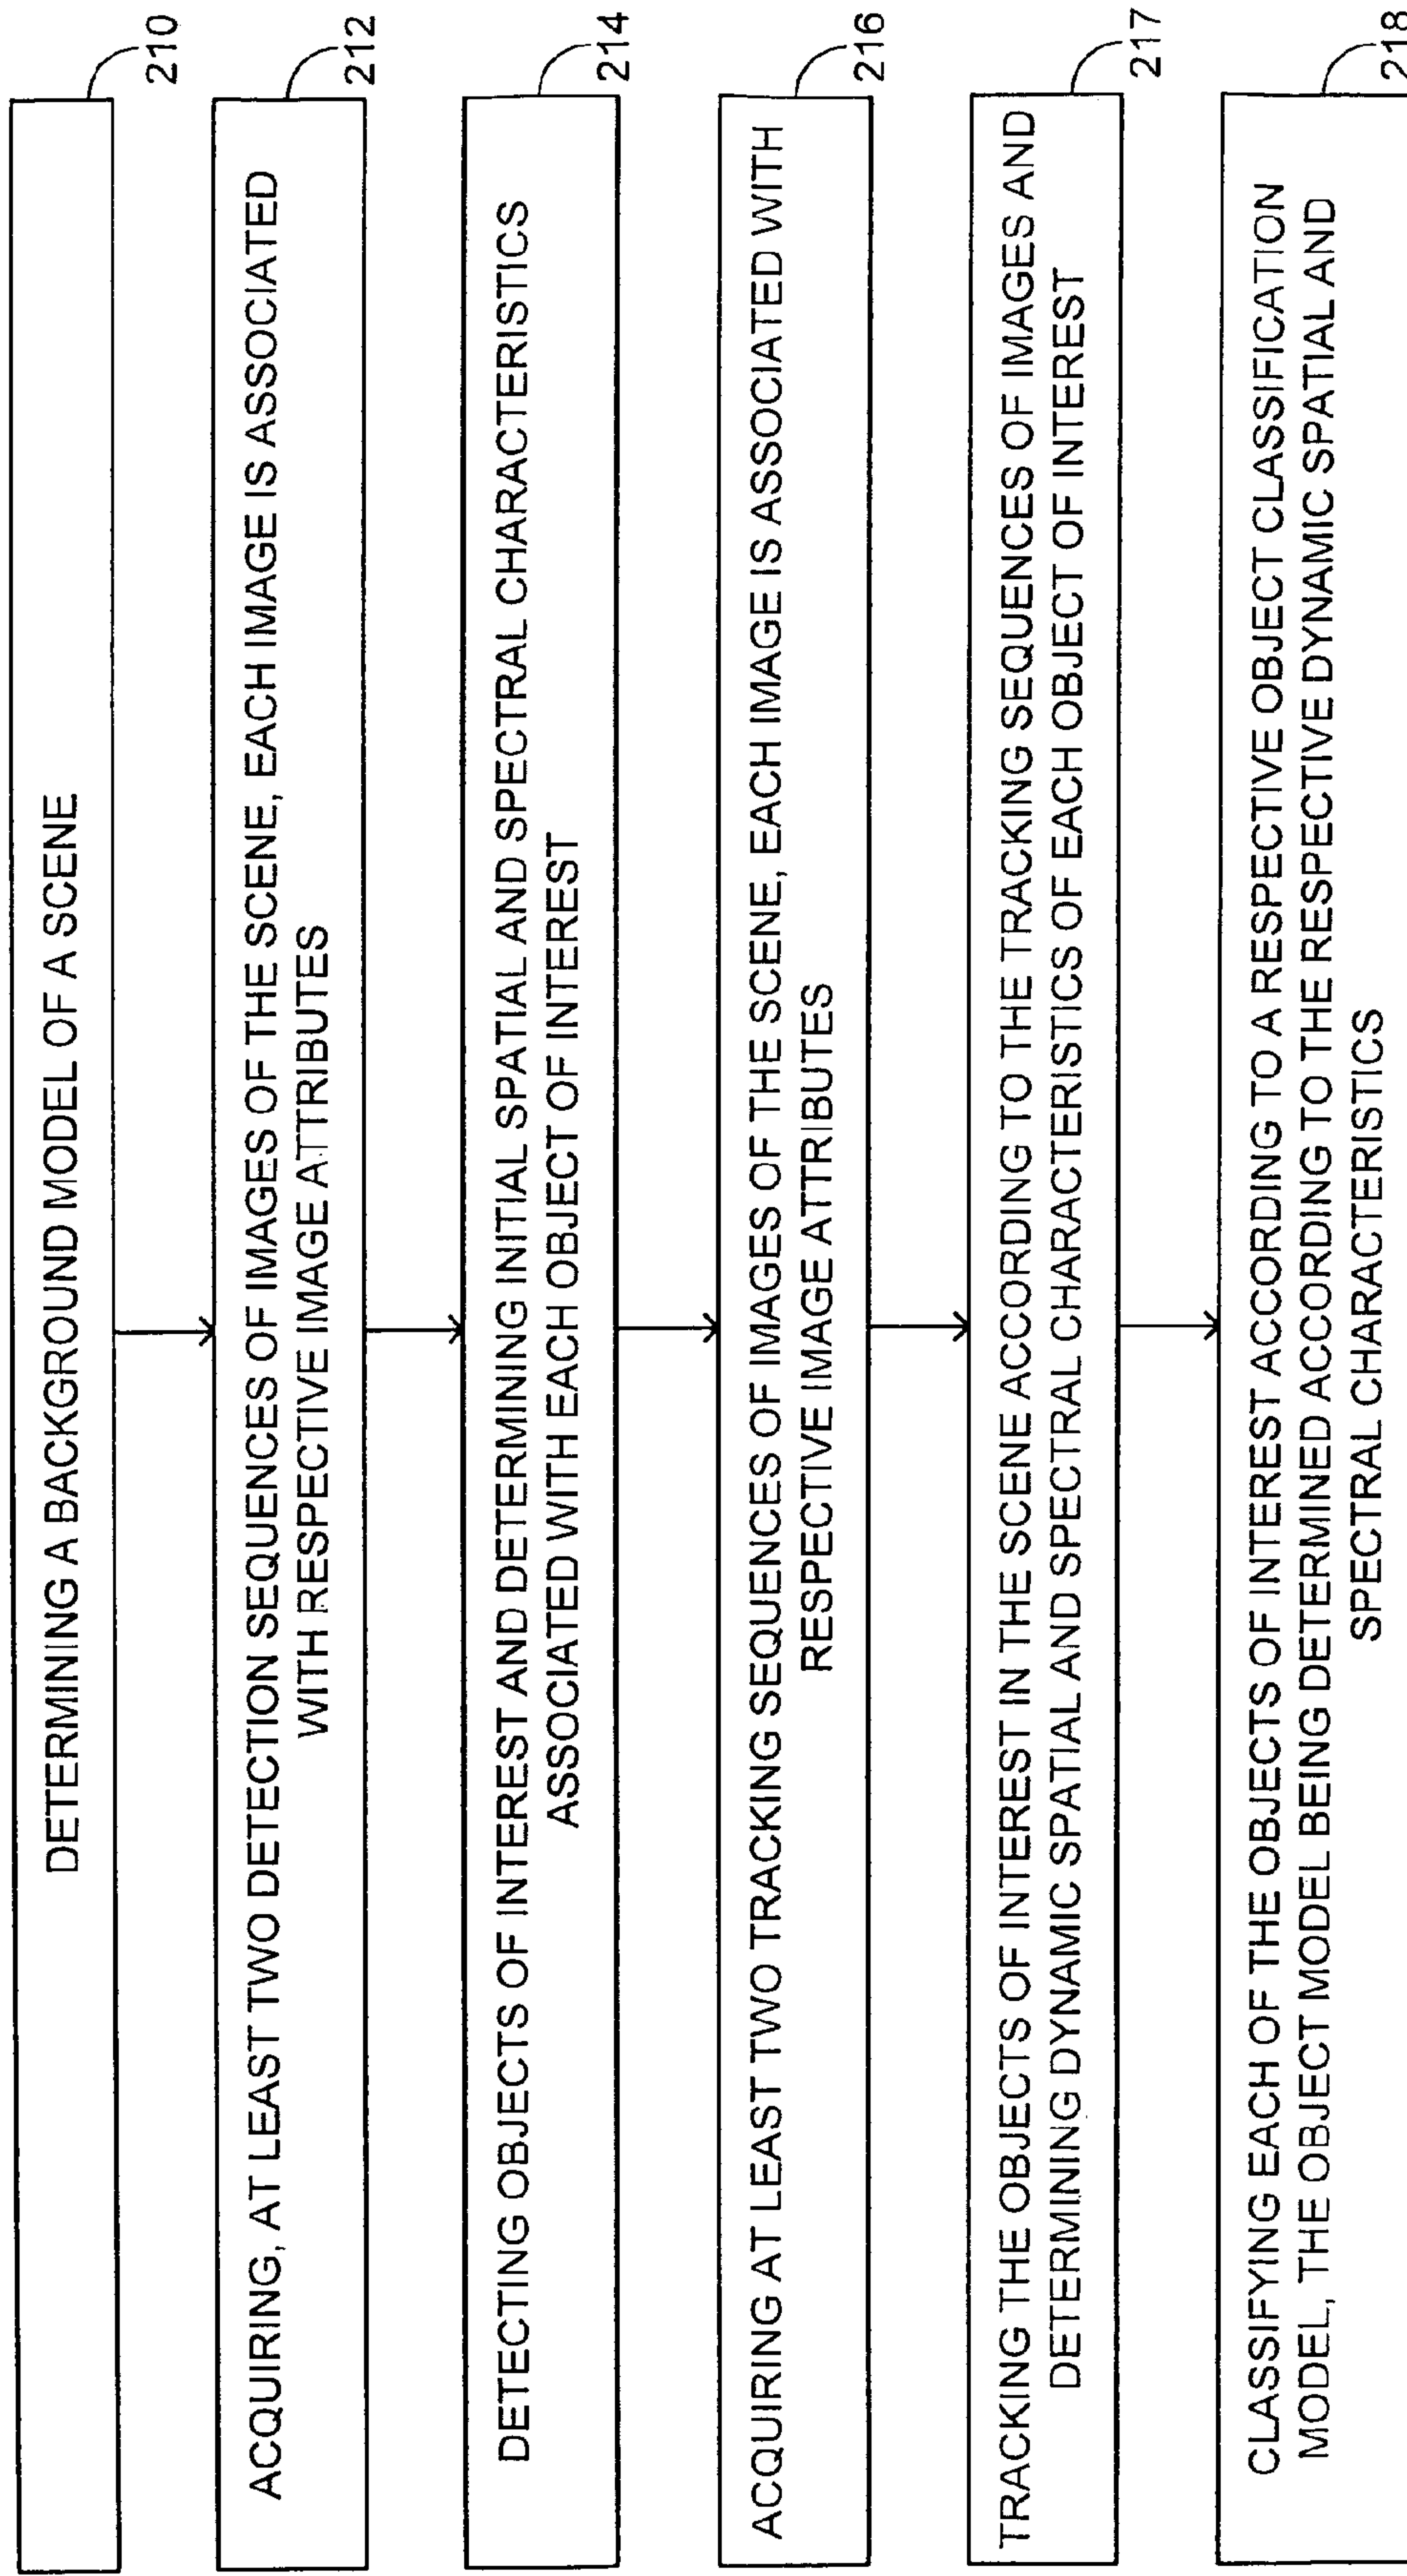 DETERMINING A BACKGROUND MODEL OF A SCENE
210
ACQUIRING, AT LEAST TWO DETECTION SEQUENCES OF IMAGES OF THE SCENE, EACH IMAGE IS ASSOCIATED
WITH RESPECTIVE IMAGE ATTRIBUTES
212
DETECTING OBJECTS OF INTEREST AND DETERMINING INITIAL SPATIAL AND SPECTRAL CHARACTERISTICS
ASSOCIATED WITH EACH OBJECT OF INTEREST
214
ACQUIRING AT LEAST TWO TRACKING SEQUENCES OF IMAGES OF THE SCENE, EACH IMAGE IS ASSOCIATED WITH
RESPECTIVE IMAGE ATTRIBUTES
216
TRACKING THE OBJECTS OF INTEREST IN THE SCENE ACCORDING TO THE TRACKING SEQUENCES OF IMAGES AND
DETERMINING DYNAMIC SPATIAL AND SPECTRAL CHARACTERISTICS OF EACH OBJECT OF INTEREST
217
CLASSIFYING EACH OF THE OBJECTS OF INTEREST ACCORDING TO A RESPECTIVE OBJECT CLASSIFICATION
MODEL, THE OBJECT MODEL BEING DETERMINED ACCORDING TO THE RESPECTIVE DYNAMIC SPATIAL AND
SPECTRAL CHARACTERISTICS
218